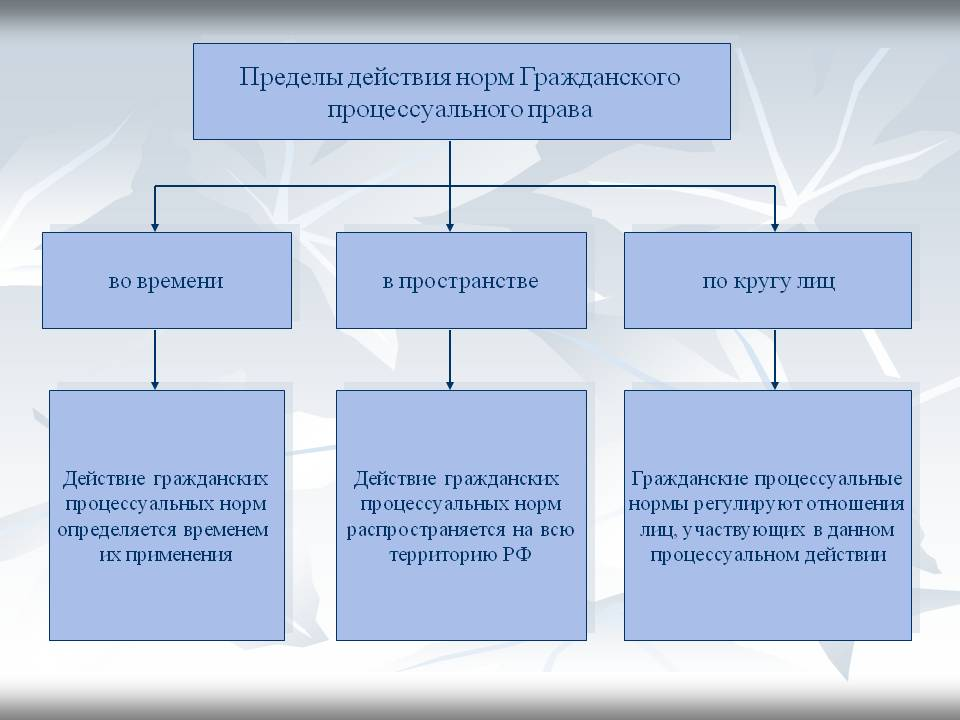 Пределы действия норм Гражданского
процессуального права
во времени
в пространстве
по кругу лиц
Действие гражданских
процессуальных норм
определяется временем
их применения
Действие гражданских
процессуальных норм
распространяется на всю
территорию РФ
Гражданские процессуальные
нормы регулируют отношения
лиц, участвующих в данном
процессуальном действии